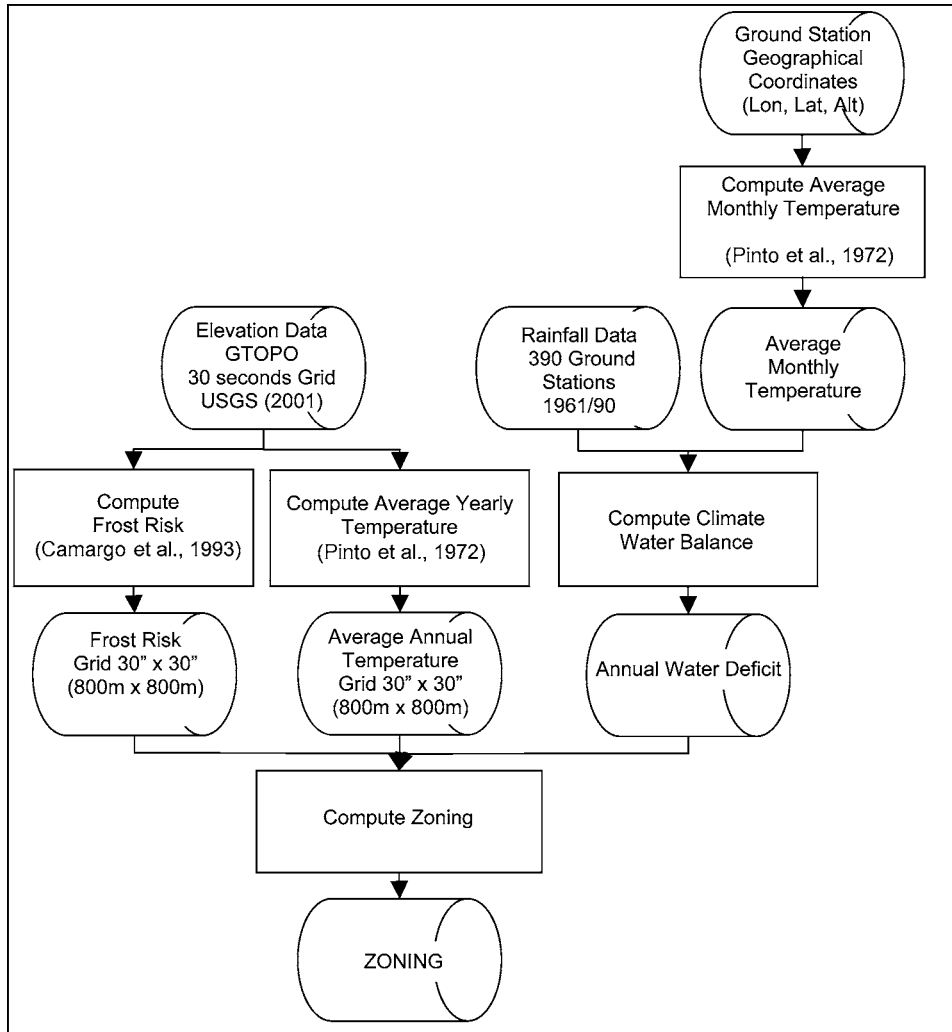 Ground Station
Geographical
Coordinates
(Lon, Lat, Alt)
Compute Average
Monthly Temperature
(Pinto et al., 1972)
Elevation Data
GTOPO
30 seconds Grid
USGS (2001)
Rainfall Data
390 Ground
Stations
1961/90
Average
Monthly
Temperature
Compute
Frost Risk
(Camargo et al., 1993)
Compute Average Yearly
Temperature
(Pinto et al., 1972)
Compute Climate
Water Balance
Frost Risk
Grid 30” x 30”
(800m x 800m)
Average Annual
Temperature
Grid 30” x 30”
(800m x 800m)
Annual Water Deficit
Compute Zoning
ZONING